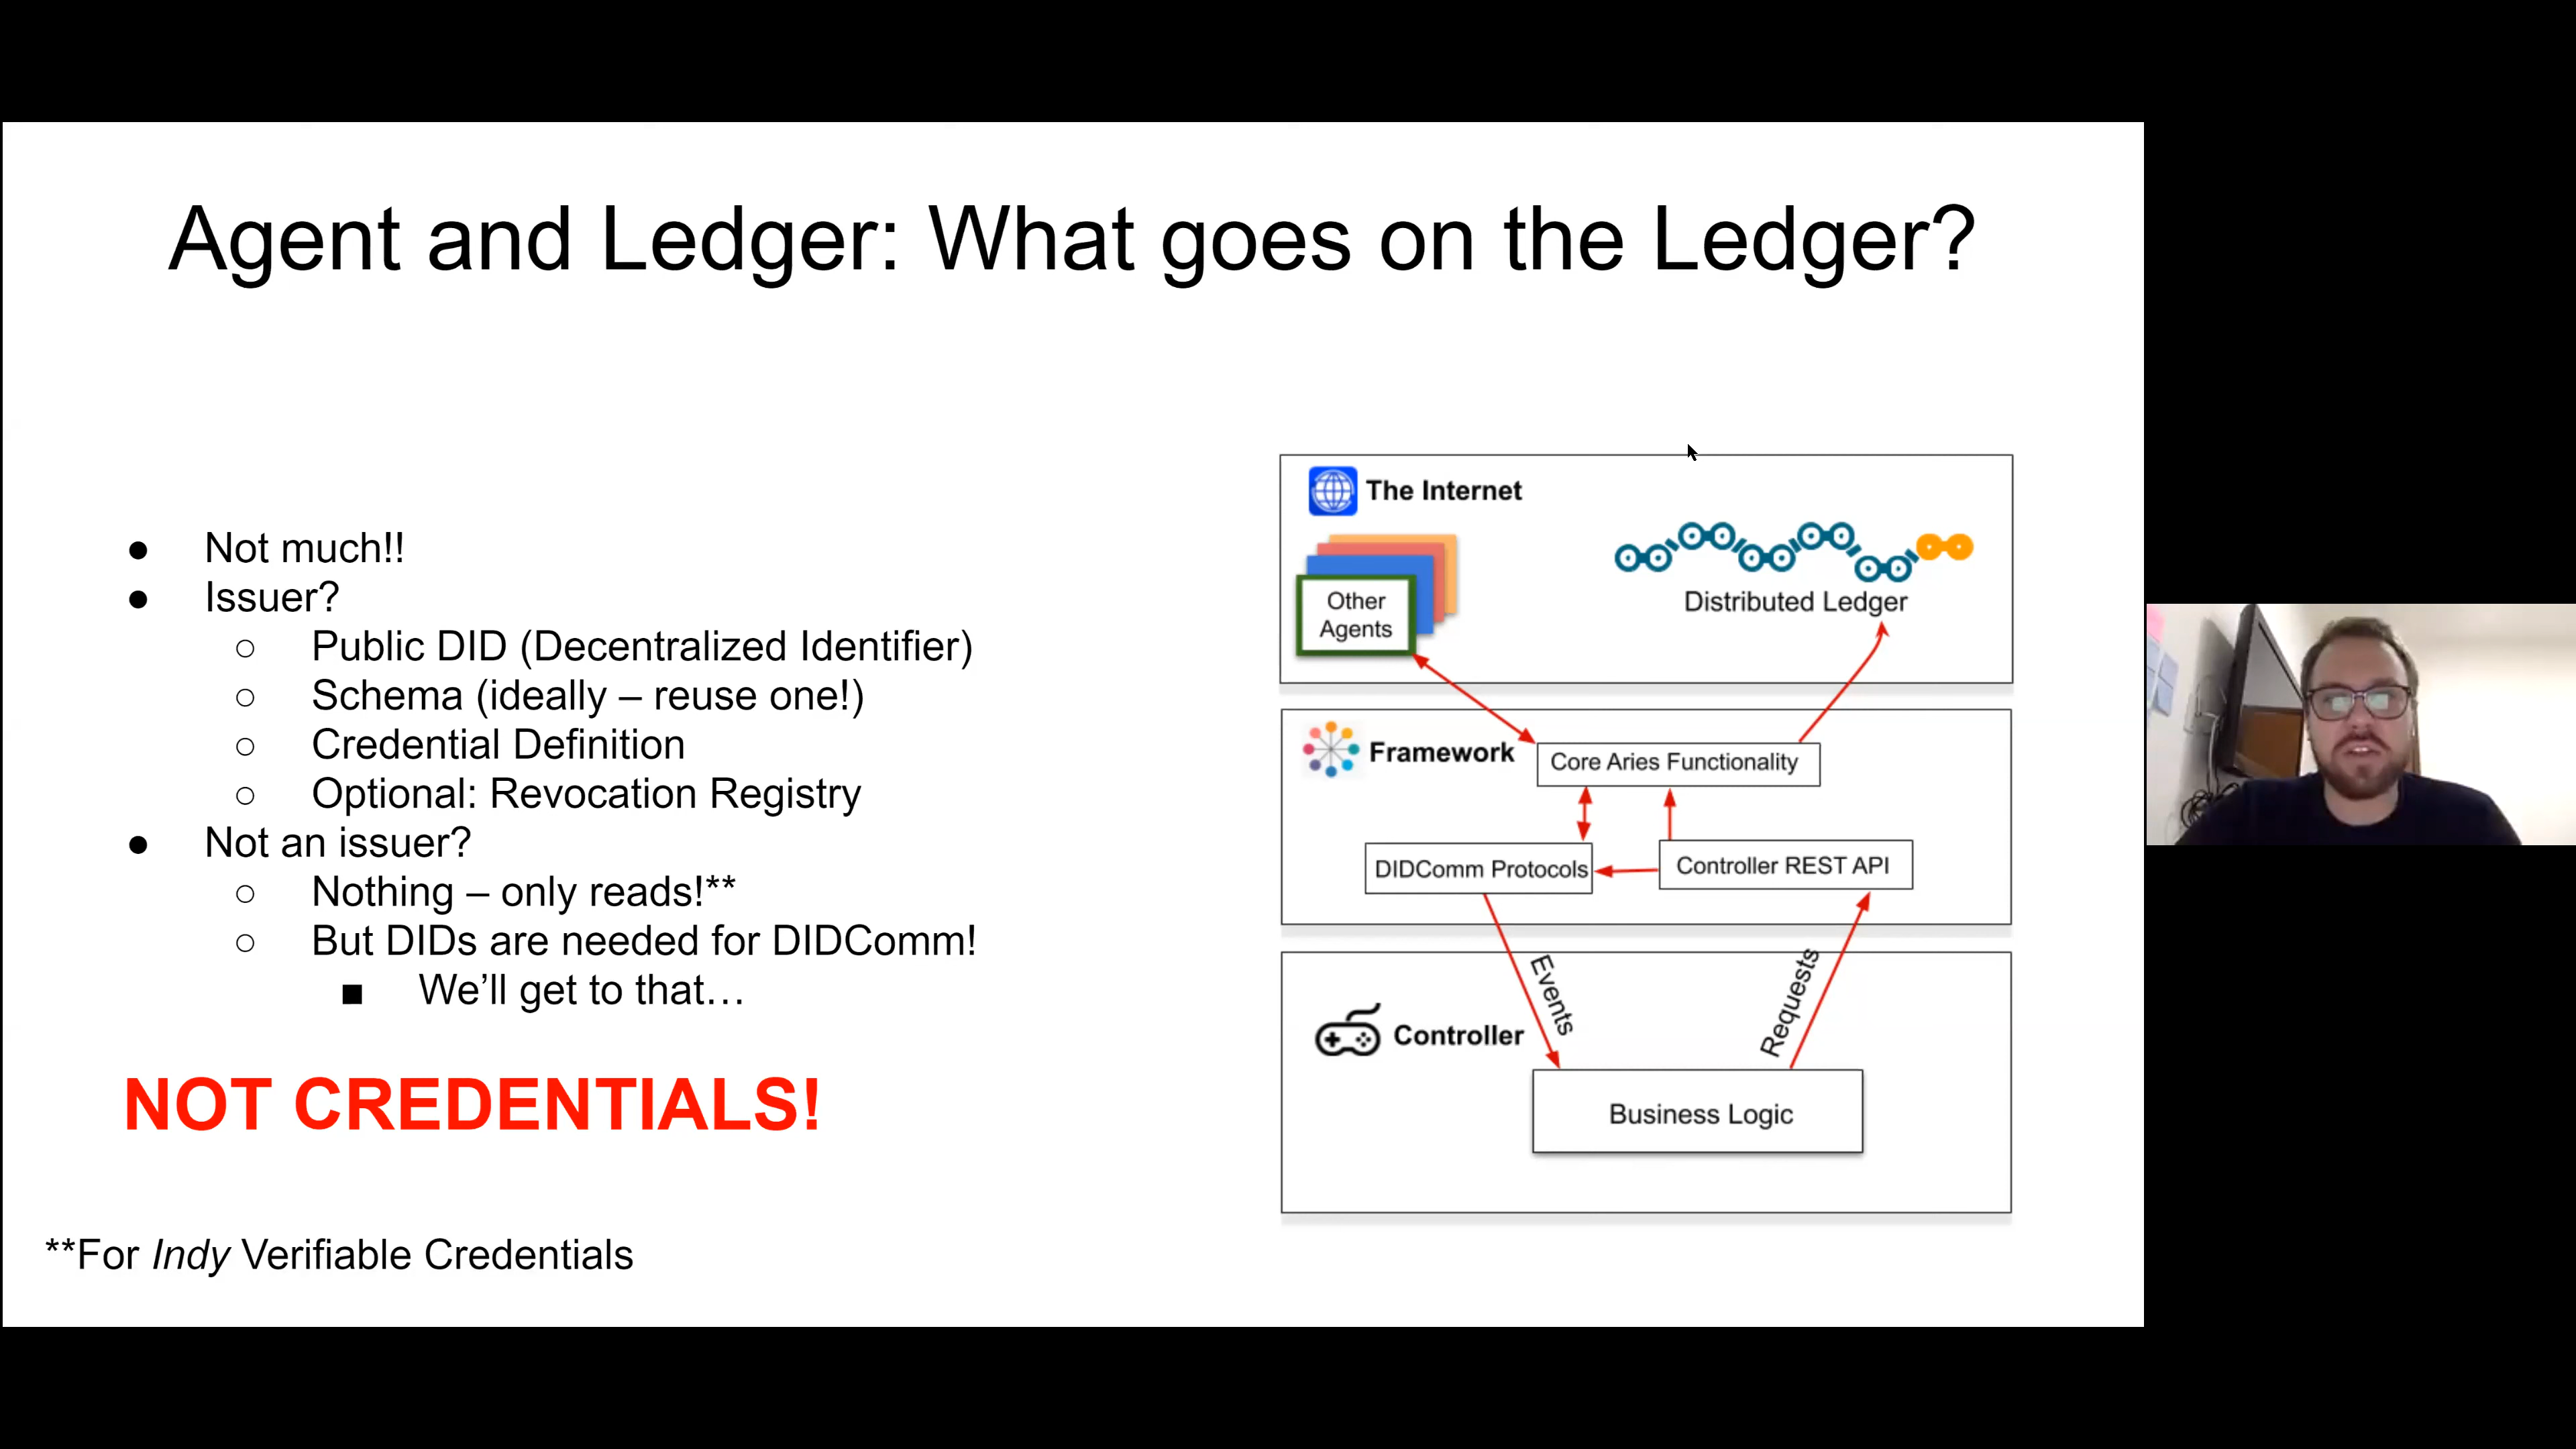 Agent and Ledger: What goes on the Ledger?
● Not much!!
● Issuer?
○ Public DID (Decentralized Identifier)
○ Schema (ideally – reuse one!)
○ Credential Definition
○ Optional: Revocation Registry
● Not an issuer?
○ Nothing – only reads!**
○ But DIDs are needed for DIDComm!
■ We’ll get to that…
NOT CREDENTIALS!
**For Indy Verifiable Credentials
The Internet
Other
Agents
Distributed Ledger
Framework
Core Aries Functionality
DIDComm Protocols
Controller REST API
Events
Requests
Controller
Business Logic